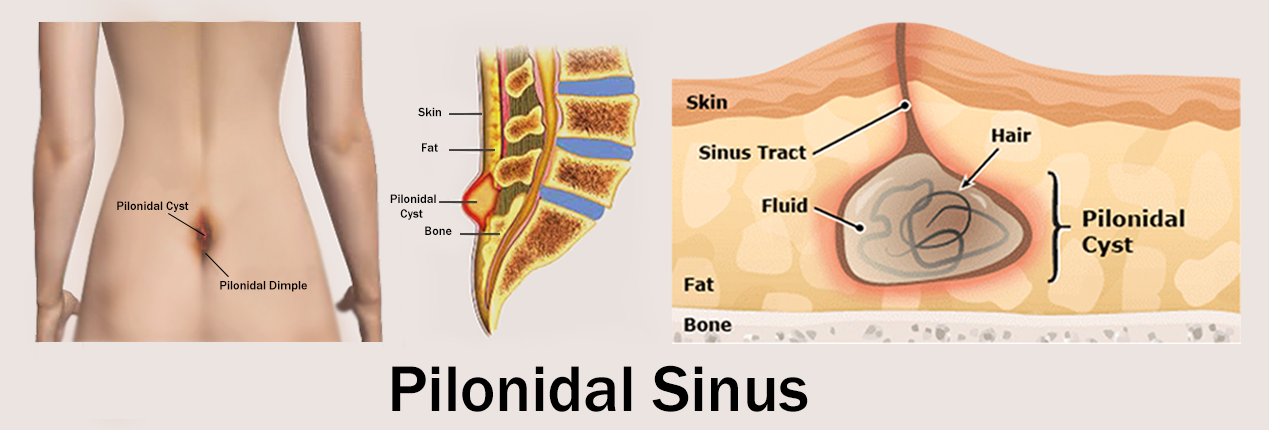 Pilonidal Cyst
Pilonidal Dimple
Skin
Fat
Pilonidal
Cyst
Bone
Skin
Sinus Tract
Hair
Fluid
Pilonidal
Cyst
Fat
Bone
Pilonidal Sinus